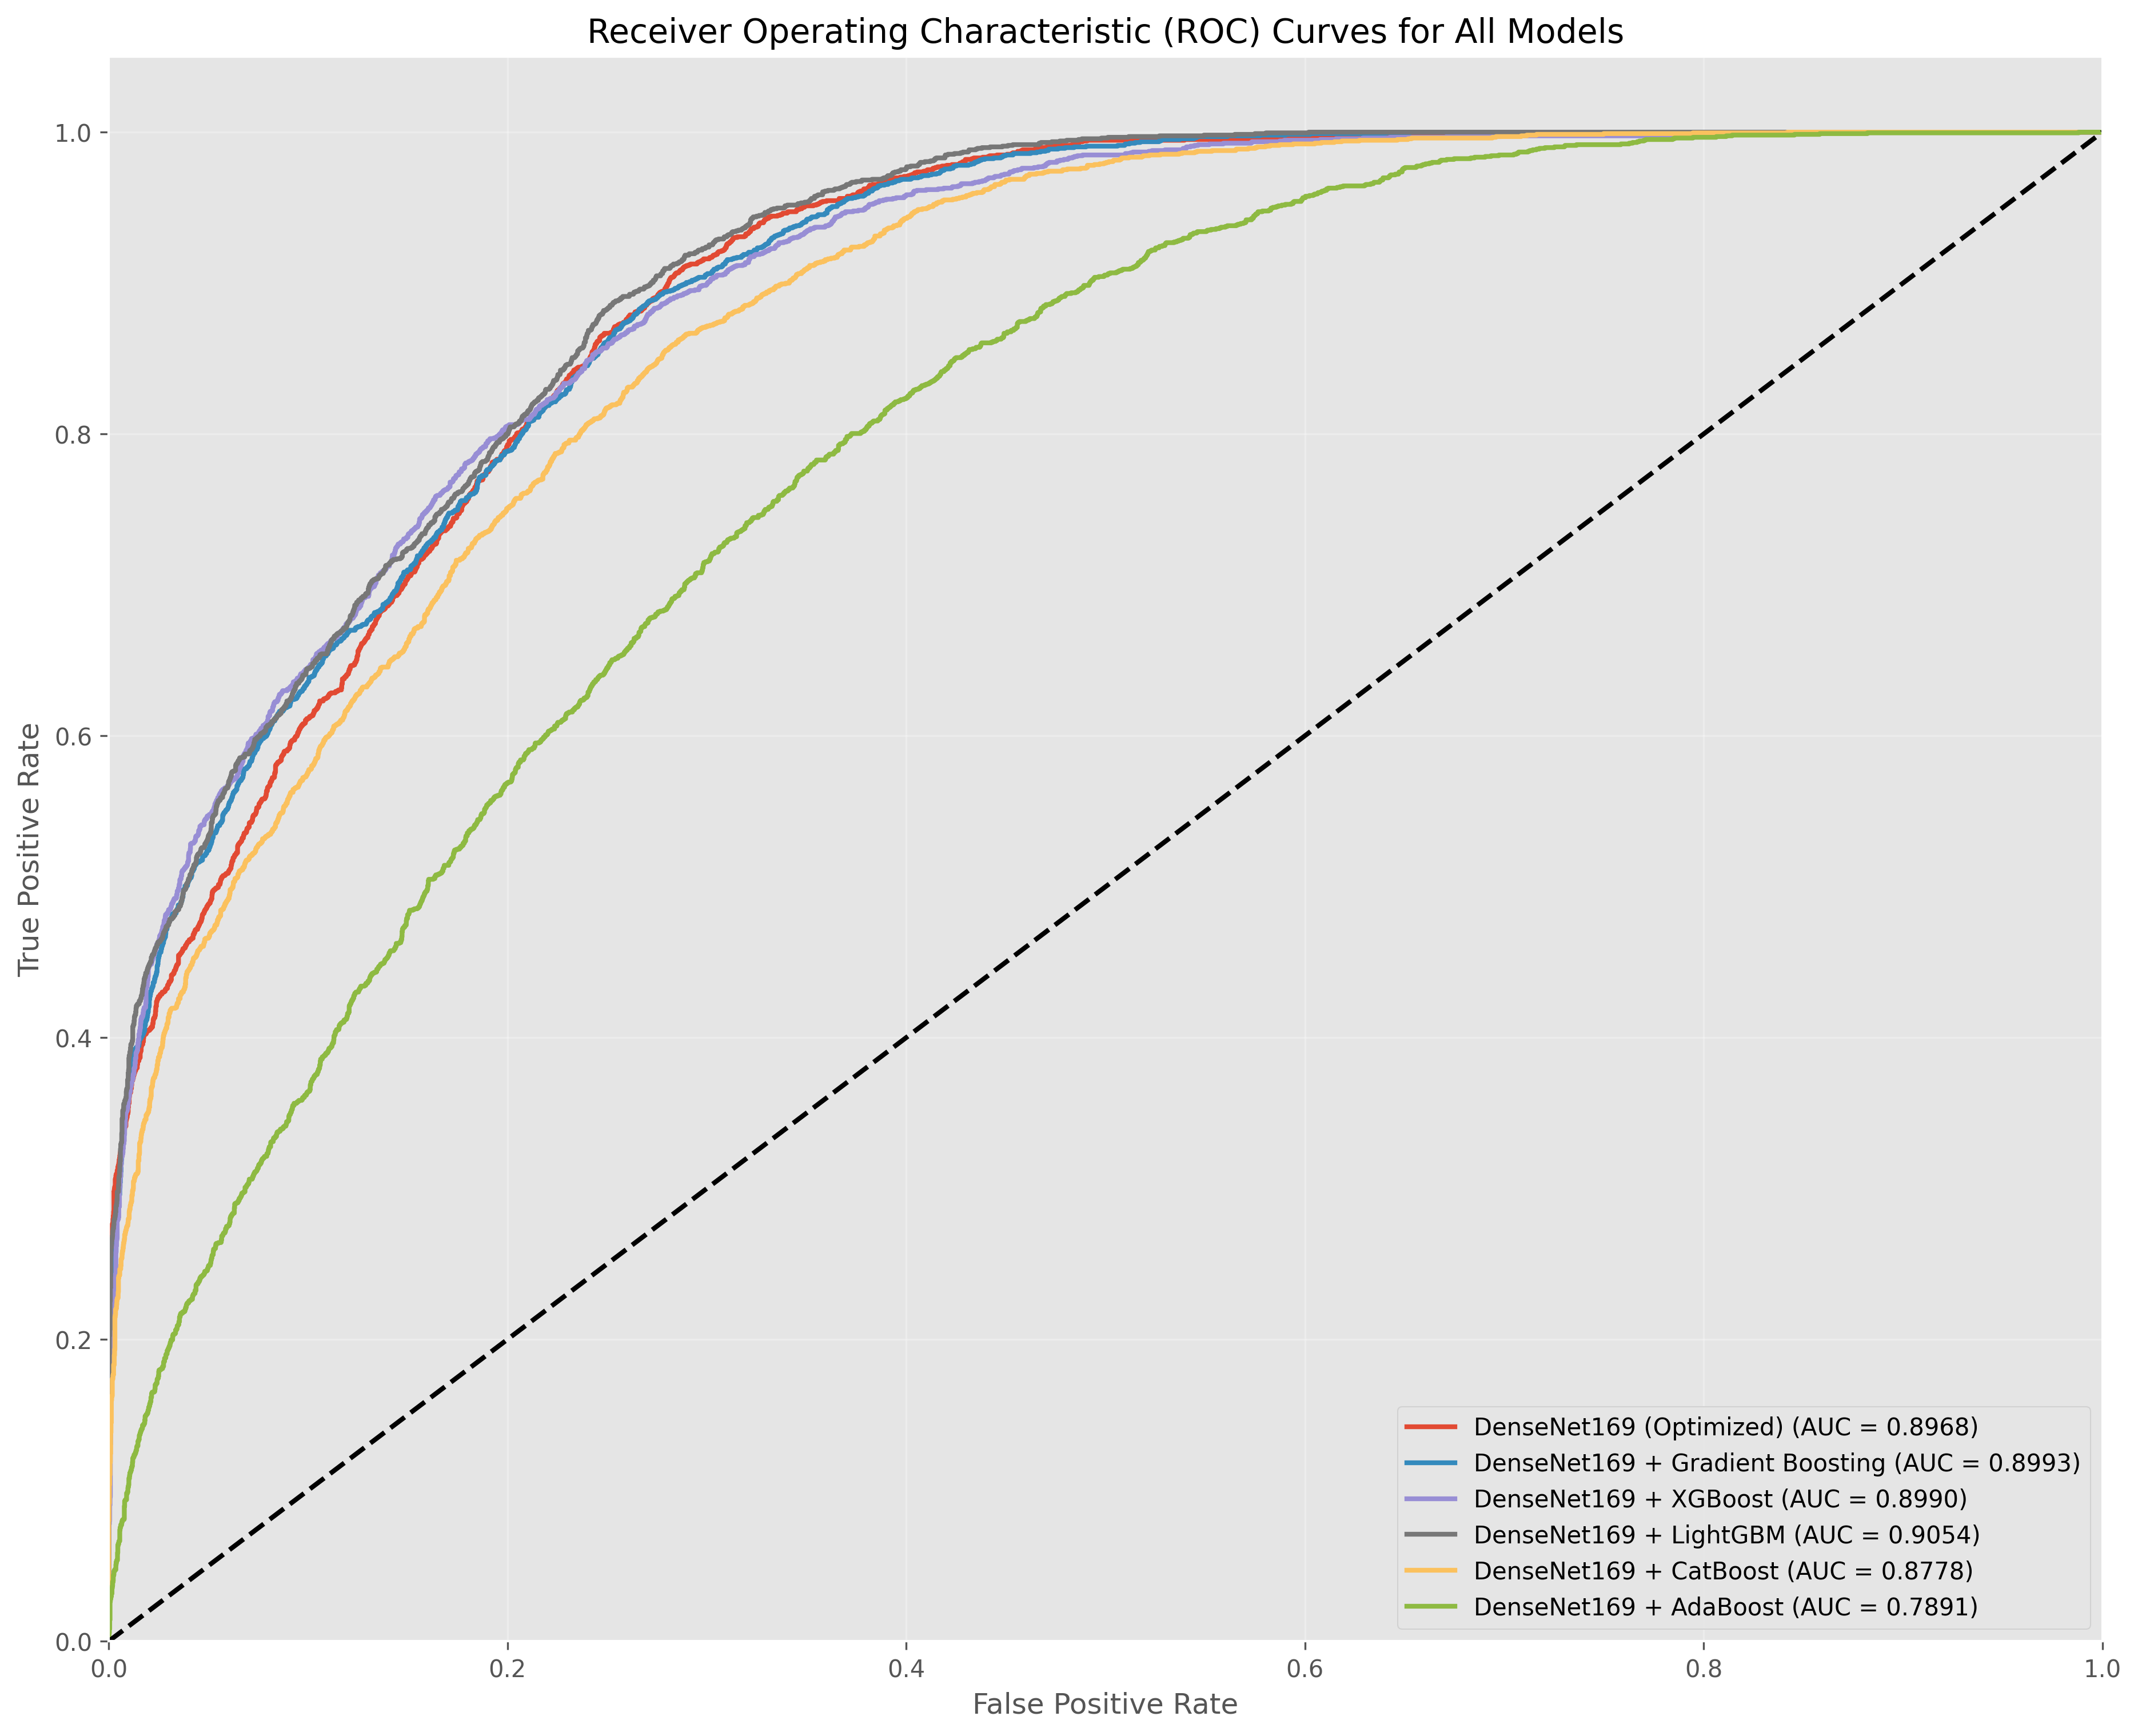 Receiver Operating Characteristic (ROC) Curves for All Models
True Positive Rate
1.0
0.8
0.6
0.4
0.2
0.0
DenseNet169 (Optimized) (AUC = 0.8968)
DenseNet169 + Gradient Boosting (AUC = 0.8993)
DenseNet169 + XGBoost (AUC = 0.8990)
DenseNet169 + LightGBM (AUC = 0.9054)
DenseNet169 + CatBoost (AUC = 0.8778)
DenseNet169 + AdaBoost (AUC = 0.7891)
0.0 0.2 0.4 0.6 0.8 1.0
False Positive Rate